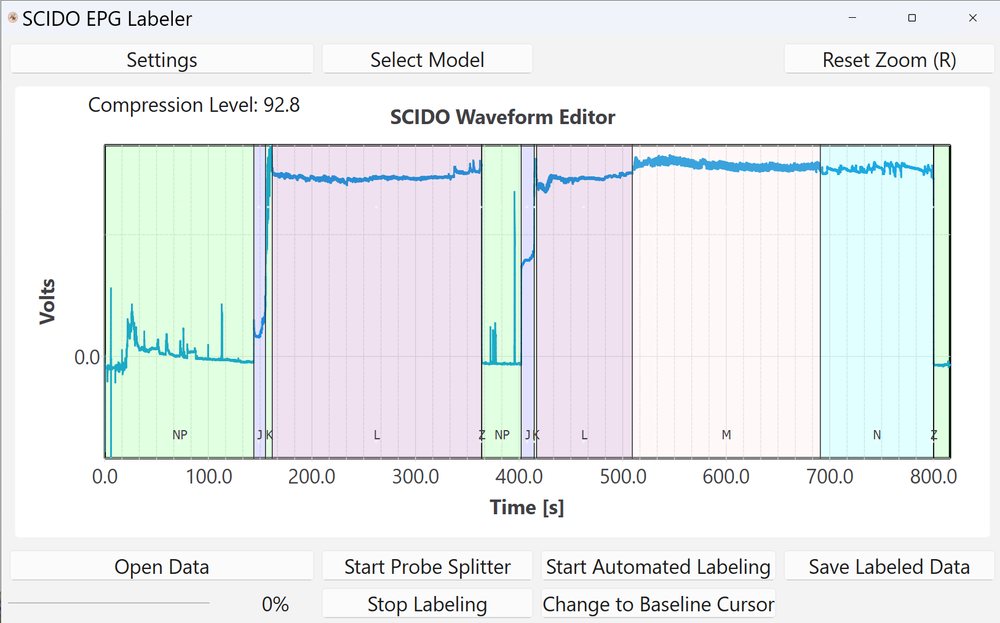 SCIDO EPG Labeler
Settings Select Model Reset Zoom (R)
Compression Level: 92.8
SCIDO Waveform Editor
Volts
0.0
NP J K L Z NP J K L M N Z
0.0 100.0 200.0 300.0 400.0 500.0 600.0 700.0 800.0
Time [s]
Open Data Start Probe Splitter Start Automated Labeling Save Labeled Data
0% Stop Labeling Change to Baseline Cursor